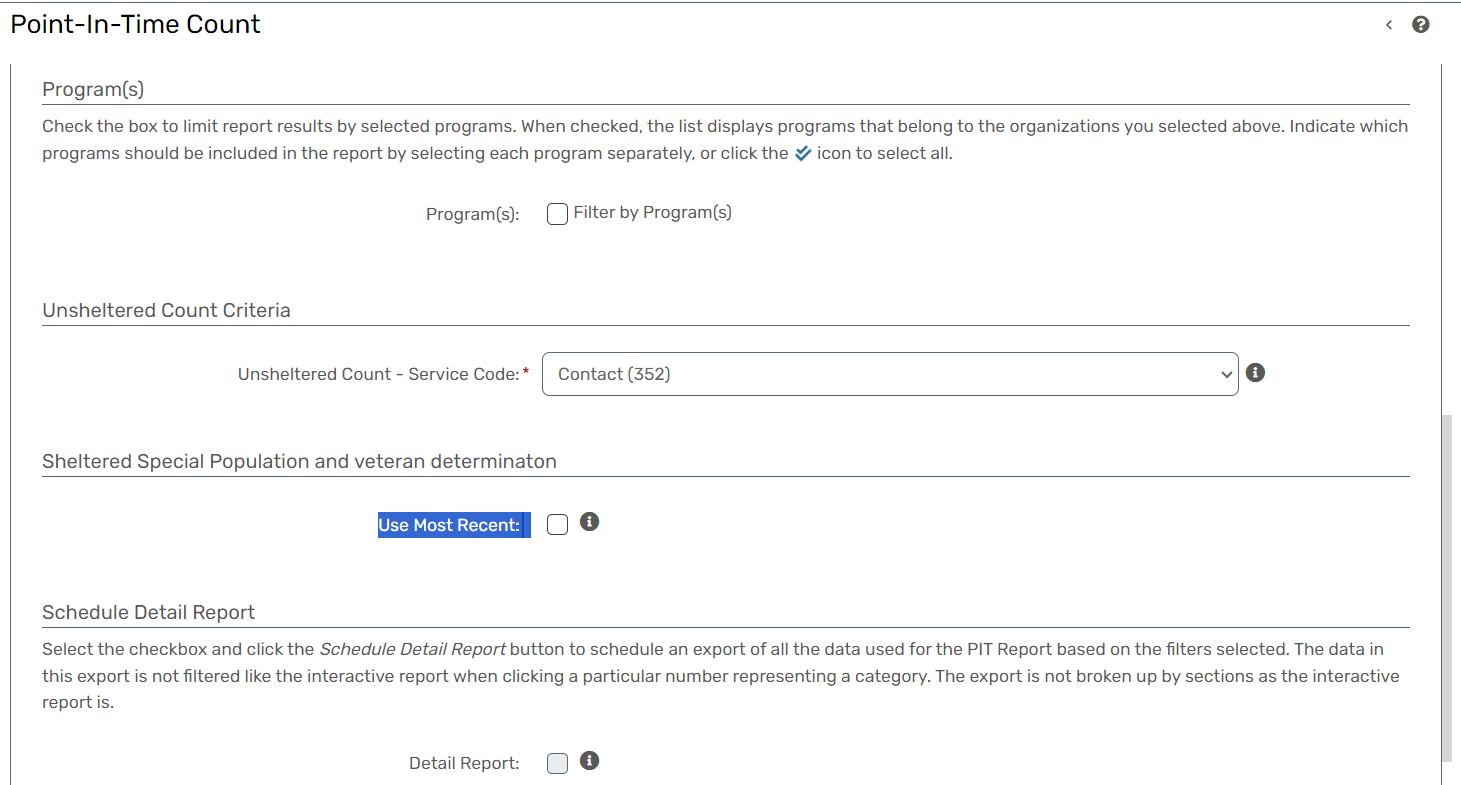 Point-In-Time Count
Program(s)
Check the box to limit report results by selected programs. When checked, the list displays programs that belong to the organizations you selected above. Indicate which
programs should be included in the report by selecting each program separately, or click the icon to select all.
Program(s): Filter by Program(s)
Unsheltered Count Criteria
Unsheltered Count - Service Code:* Contact (352)
Sheltered Special Population and veteran determinaton
Use Most Recent:
Schedule Detail Report
Select the checkbox and click the Schedule Detail Report button to schedule an export of all the data used for the PIT Report based on the filters selected. The data in
this export is not filtered like the interactive report when clicking a particular number representing a category. The export is not broken up by sections as the interactive
report is.
Detail Report: